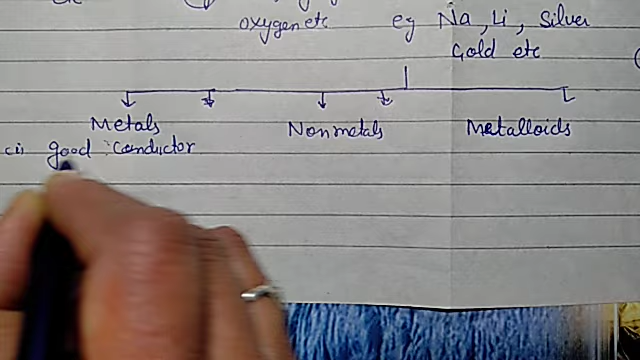 oxygen etc eg Na, Li, Silver
Gold etc
Metals Nonmetals Metalloids
(i) good conductor